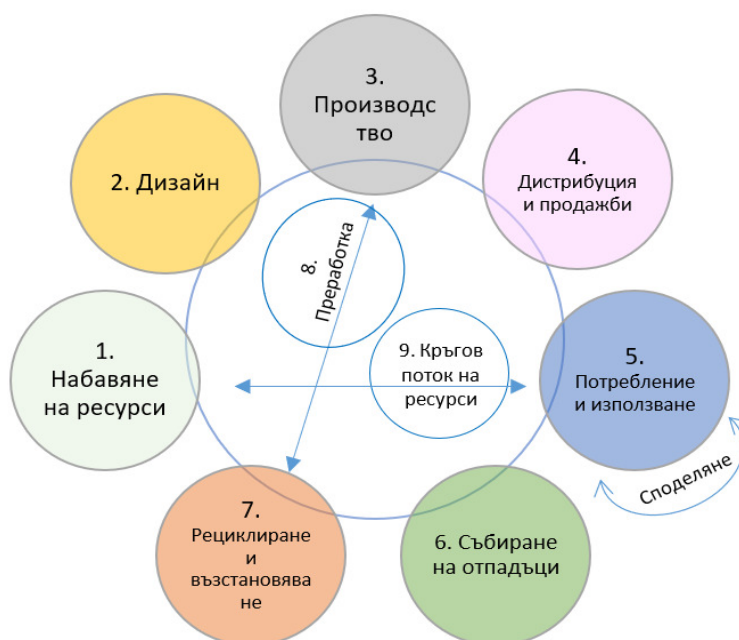 1.
Набавяне
на ресурси
2. Дизайн
3.
Производс
тво
4.
Дистрибуция
и продажби
5.
Потребление
и използване
Споделяне
6. Събиране
на отпадъци
7.
Рециклиране
и
възстановява
не
8.
Преработка
9. Кръгов
поток на
ресурси